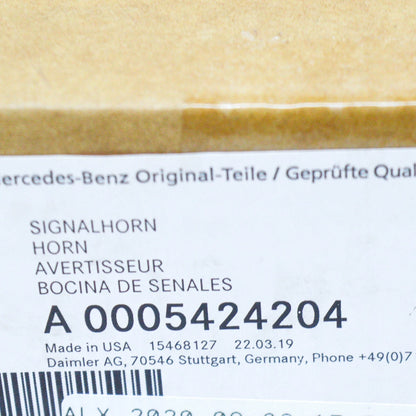 ercedes-Benz Original-Teile / Geprüfte Qual
SIGNALHORN
HORN
AVERTISSEUR
BOCINA DE SENALES
A 0005424204
Made in USA 15468127 22.03.19
Daimler AG, 70546 Stuttgart, Germany, Phone +49(0)7